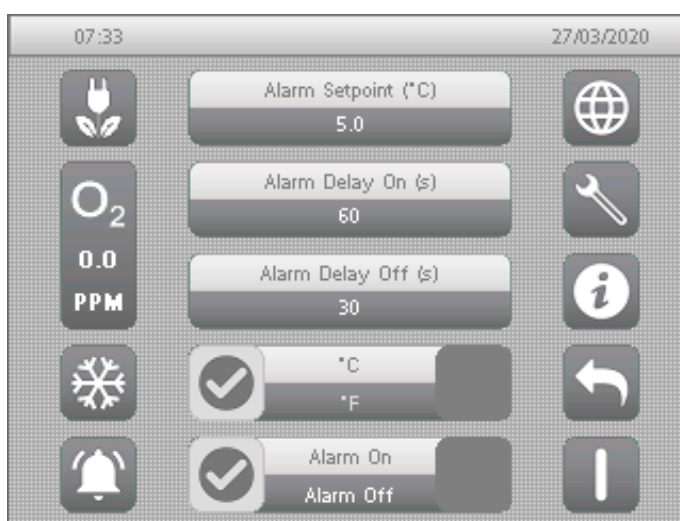 07:33 27/03/2020
Alarm Setpoint (°C)
5.0
Alarm Delay On (s)
60
O2
0.0
PPM
Alarm Delay Off (s)
30
°C
°F
Alarm On
Alarm Off